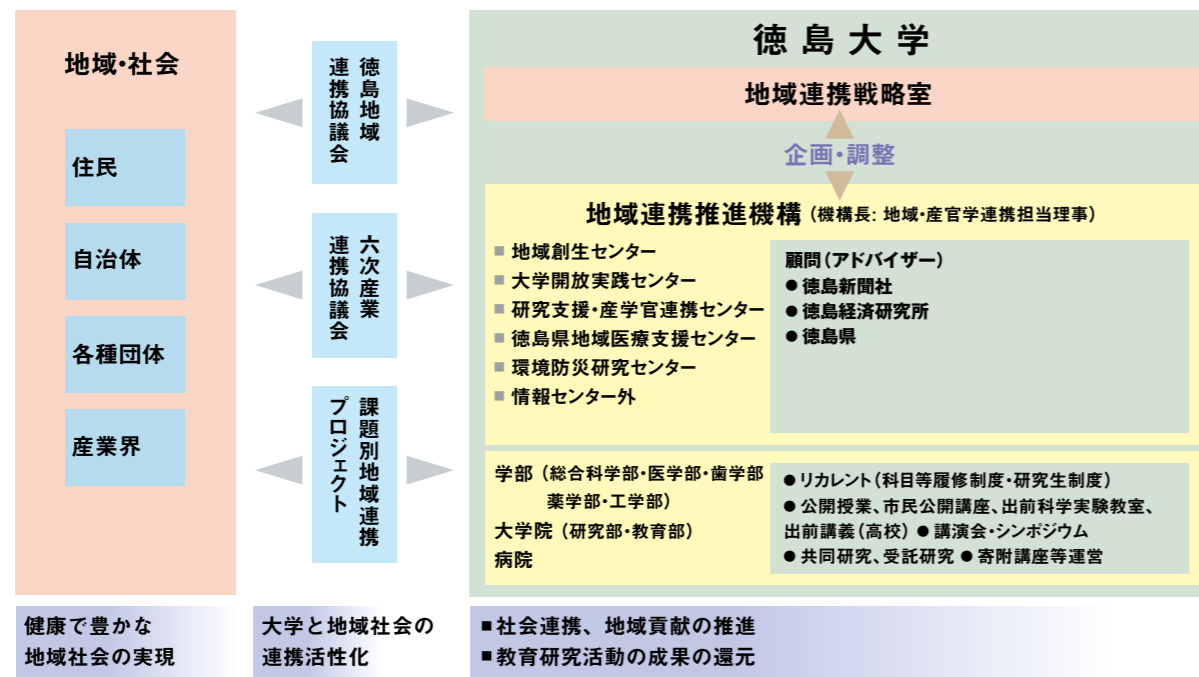 地域・社会
住民
自治体
各種団体
産業界
徳島地域
連携協議会
六次産業
連携協議会
課題別地域連携
プロジェクト
徳島大学
地域連携戦略室
企画・調整
地域連携推進機構(機構長: 地域・産官学連携担当理事)
■ 地域創生センター
■ 大学開放実践センター
■ 研究支援・産学官連携センター
■ 徳島県地域医療支援センター
■ 環境防災研究センター
■ 情報センター外
顧問(アドバイザー)
● 徳島新聞社
● 徳島経済研究所
● 徳島県
学部(総合科学部・医学部・歯学部
薬学部・工学部)
大学院(研究部・教育部)
病院
● リカレント(科目等履修制度・研究生制度)
● 公開授業、市民公開講座、出前科学実験教室、
出前講義(高校) ● 講演会・シンポジウム
● 共同研究、受託研究 ● 寄附講座等運営
健康で豊かな
地域社会の実現
大学と地域社会の
連携活性化
■ 社会連携、地域貢献の推進
■ 教育研究活動の成果の還元